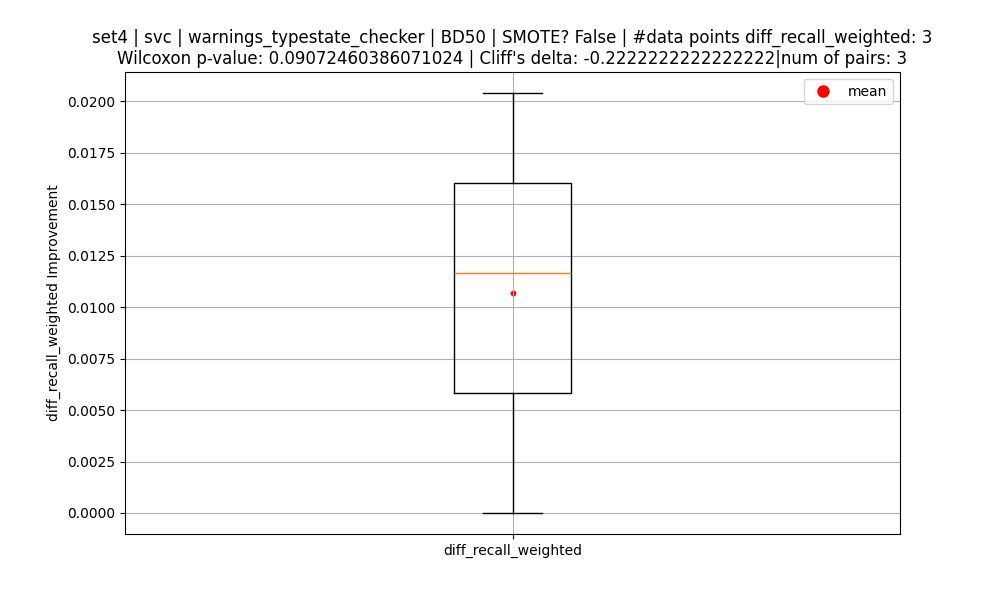 set4 | svc | warnings_typestate_checker | BD50 | SMOTE? False | #data points diff_recall_weighted: 3
Wilcoxon p-value: 0.09072460386071024 | Cliff's delta: -0.2222222222222222|num of pairs: 3
mean
0.0200
0.0175
0.0150
0.0125
0.0100
0.0075
0.0050
0.0025
0.0000
diff_recall_weighted Improvement
diff_recall_weighted